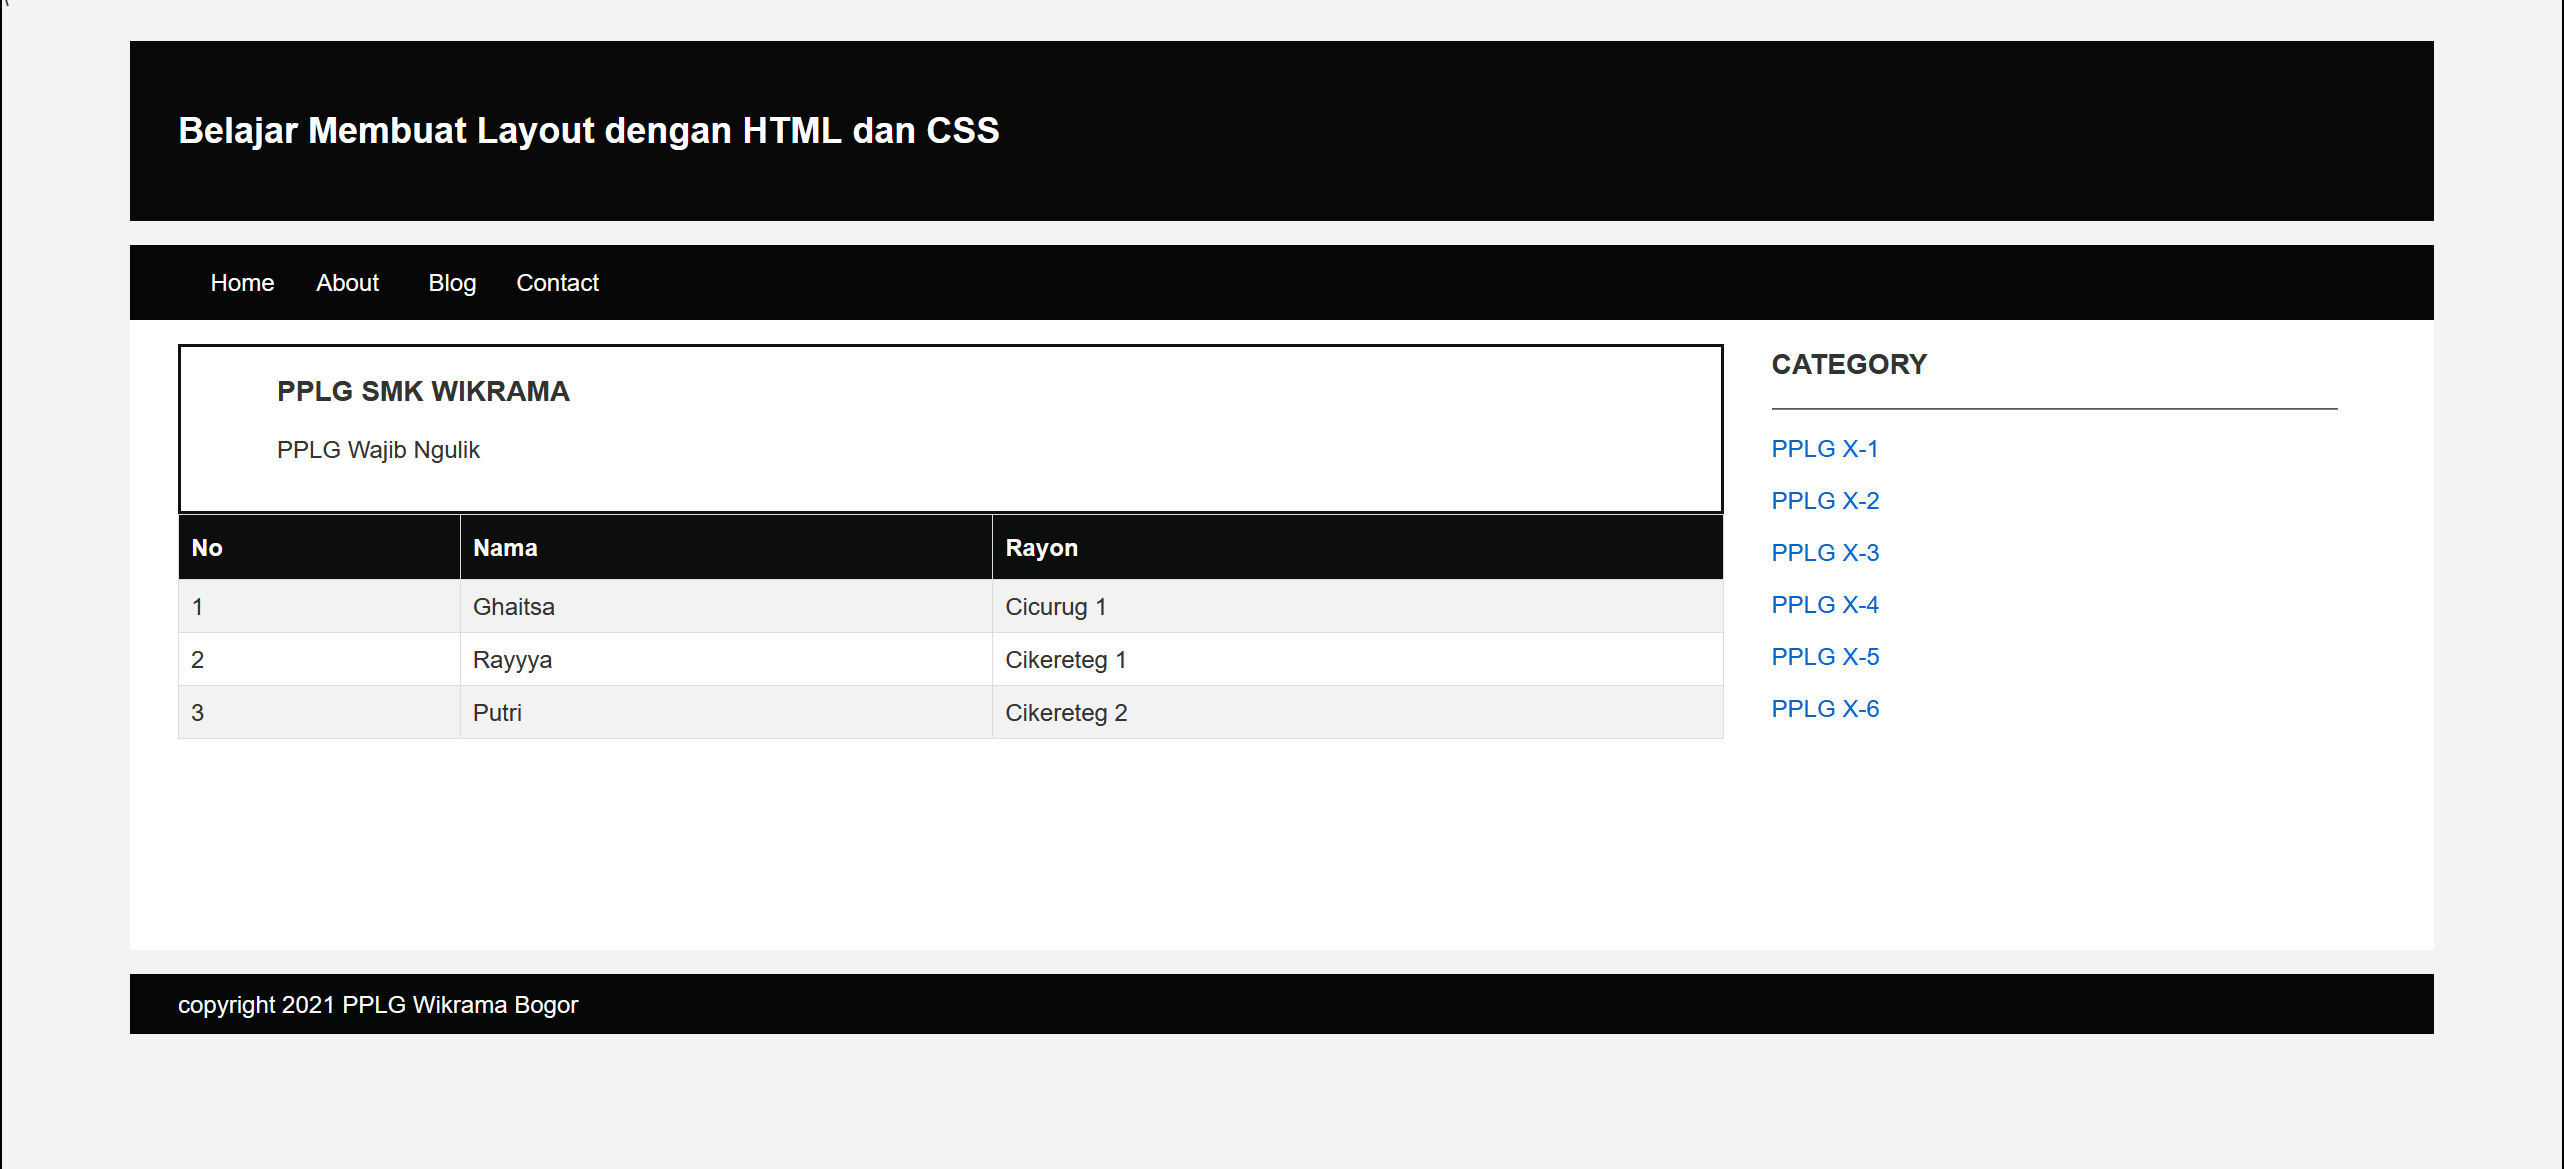 Belajar Membuat Layout dengan HTML dan CSS
Home About Blog Contact
PPLG SMK WIKRAMA
PPLG Wajib Ngulik
No Nama Rayon
1 Ghaitsa Cicurug 1
2 Rayyya Cikereteg 1
3 Putri Cikereteg 2
CATEGORY
PPLG X-1
PPLG X-2
PPLG X-3
PPLG X-4
PPLG X-5
PPLG X-6
copyright 2021 PPLG Wikrama Bogor